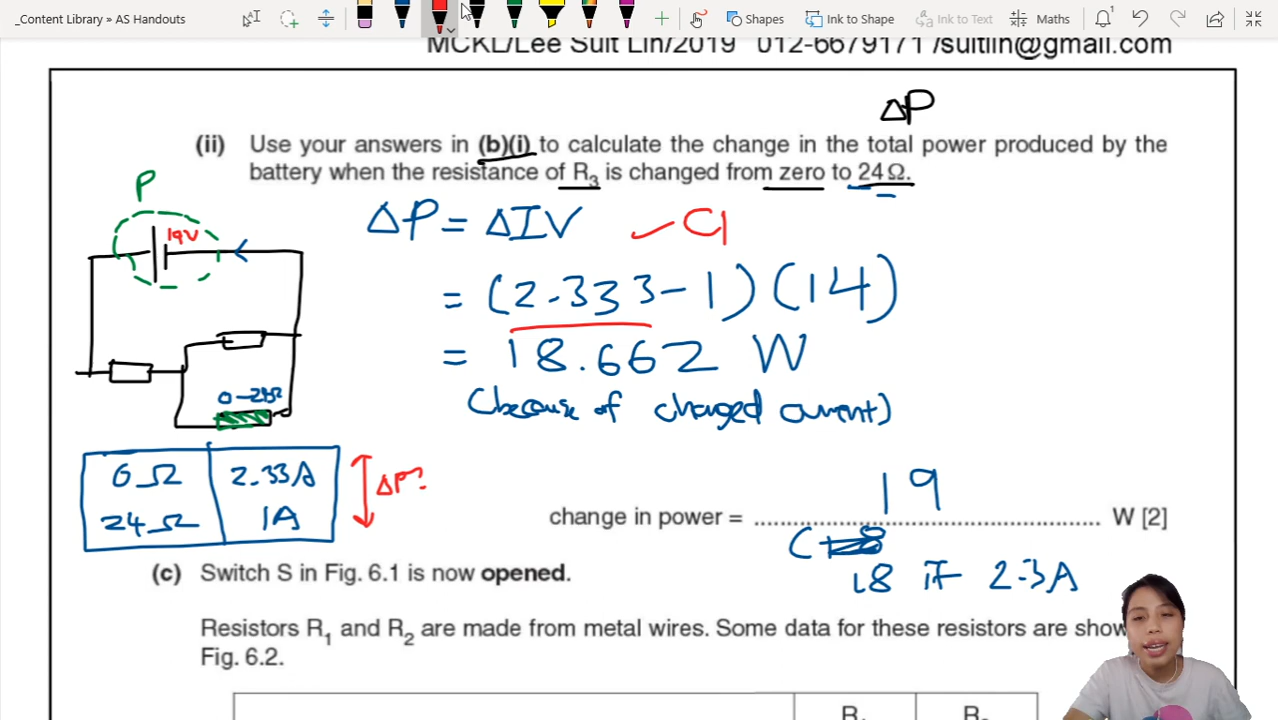 _Content Library » AS Handouts
Shapes
Ink to Shape
Ink to Text
Maths
MCKL/Lee Suit Lin/2019 012-6679171 /suitlin@gmail.com
ΔP
(ii) Use your answers in (b)(i) to calculate the change in the total power produced by the
battery when the resistance of R3 is changed from zero to 24 Ω.
P
19V
ΔP = ΔIV ✓ C1
= (2.333 - 1) (14)
= 18.662 W
(because of changed current)
0-24Ω
0 Ω 2.33A
24 Ω 1A
ΔP?
19
change in power = .......... W [2]
18 if 2.3A
(c) Switch S in Fig. 6.1 is now opened.
Resistors R1 and R2 are made from metal wires. Some data for these resistors are show
Fig. 6.2.
R1 R2